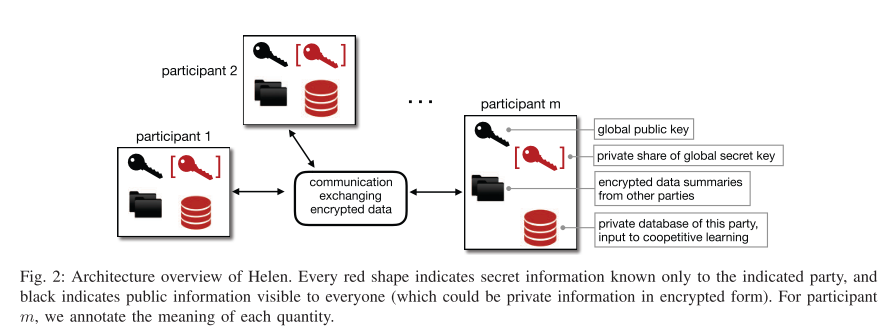 participant 2
participant 1
. . .
participant m
communication
exchanging
encrypted data
global public key
private share of global secret key
encrypted data summaries
from other parties
private database of this party,
input to coopetitive learning
Fig. 2: Architecture overview of Helen. Every red shape indicates secret information known only to the indicated party, and
black indicates public information visible to everyone (which could be private information in encrypted form). For participant
m, we annotate the meaning of each quantity.